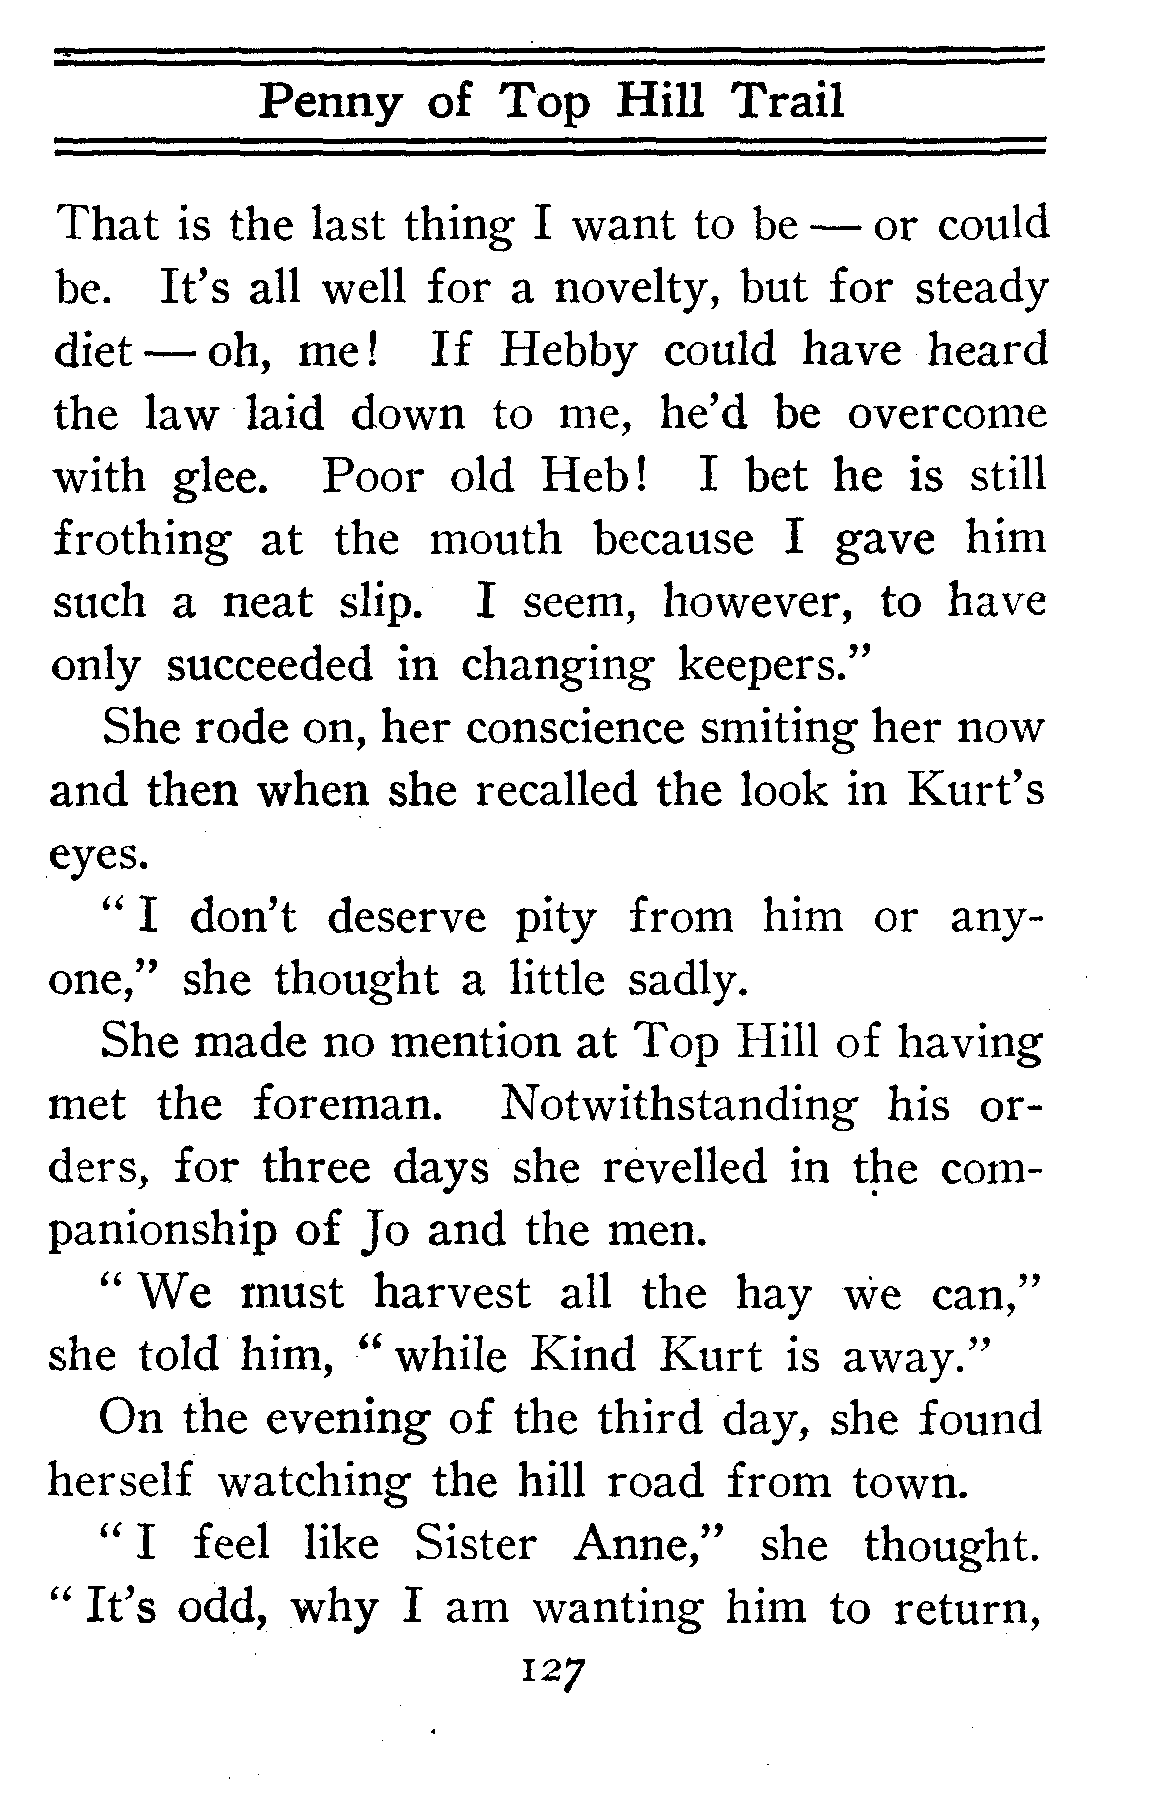 Penny of Top Hill Trail
That is the last thing I want to be — or could
be. It's all well for a novelty, but for steady
diet — oh, me! If Hebby could have heard
the law laid down to me, he'd be overcome
with glee. Poor old Heb! I bet he is still
frothing at the mouth because I gave him
such a neat slip. I seem, however, to have
only succeeded in changing keepers."
She rode on, her conscience smiting her now
and then when she recalled the look in Kurt's
eyes.
"I don't deserve pity from him or any-
one," she thought a little sadly.
She made no mention at Top Hill of having
met the foreman. Notwithstanding his or-
ders, for three days she revelled in the com-
panionship of Jo and the men.
"We must harvest all the hay we can,"
she told him, "while Kind Kurt is away."
On the evening of the third day, she found
herself watching the hill road from town.
"I feel like Sister Anne," she thought.
"It's odd, why I am wanting him to return,
127